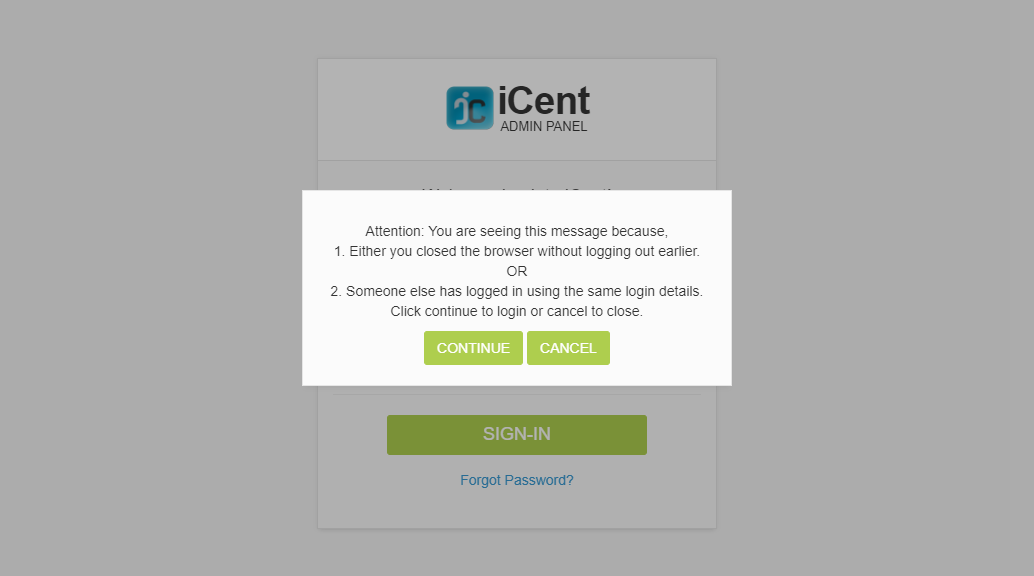 iCent
ADMIN PANEL
Attention: You are seeing this message because,
1. Either you closed the browser without logging out earlier.
OR
2. Someone else has logged in using the same login details.
Click continue to login or cancel to close.
CONTINUE CANCEL
SIGN-IN
Forgot Password?